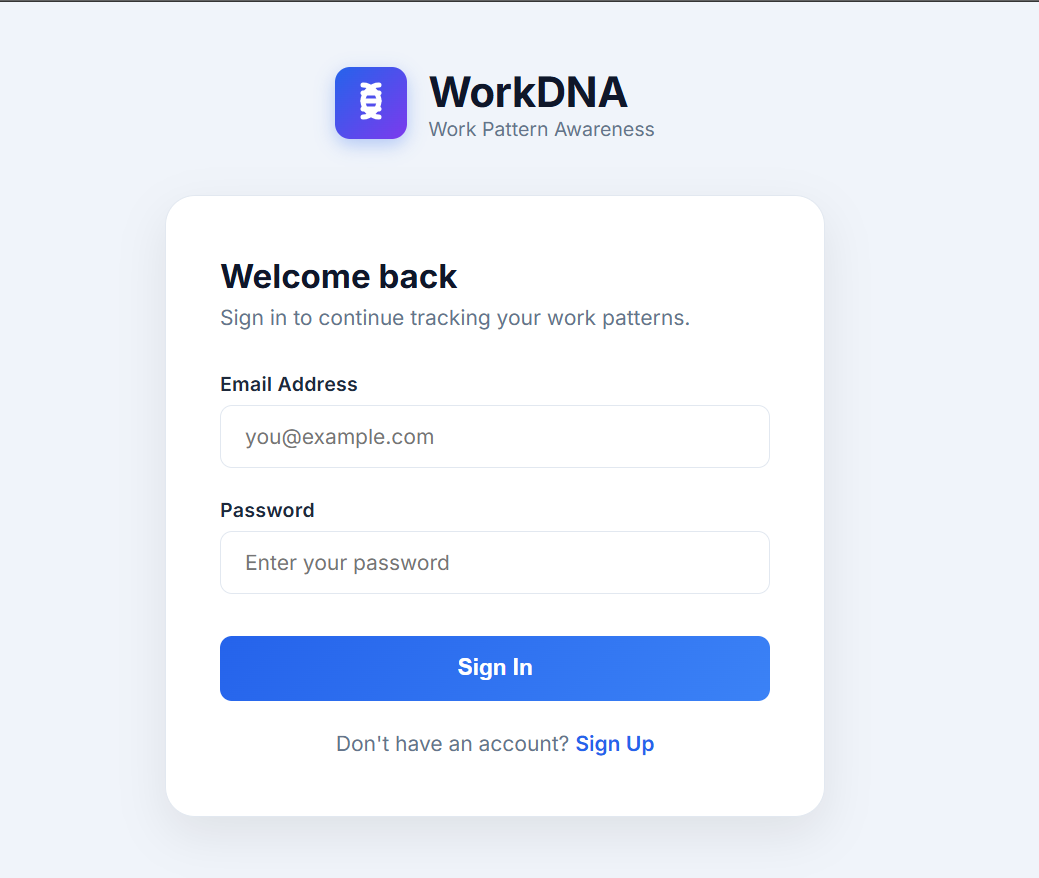 WorkDNA
Work Pattern Awareness
Welcome back
Sign in to continue tracking your work patterns.
Email Address
you@example.com
Password
Enter your password
Sign In
Don't have an account? Sign Up